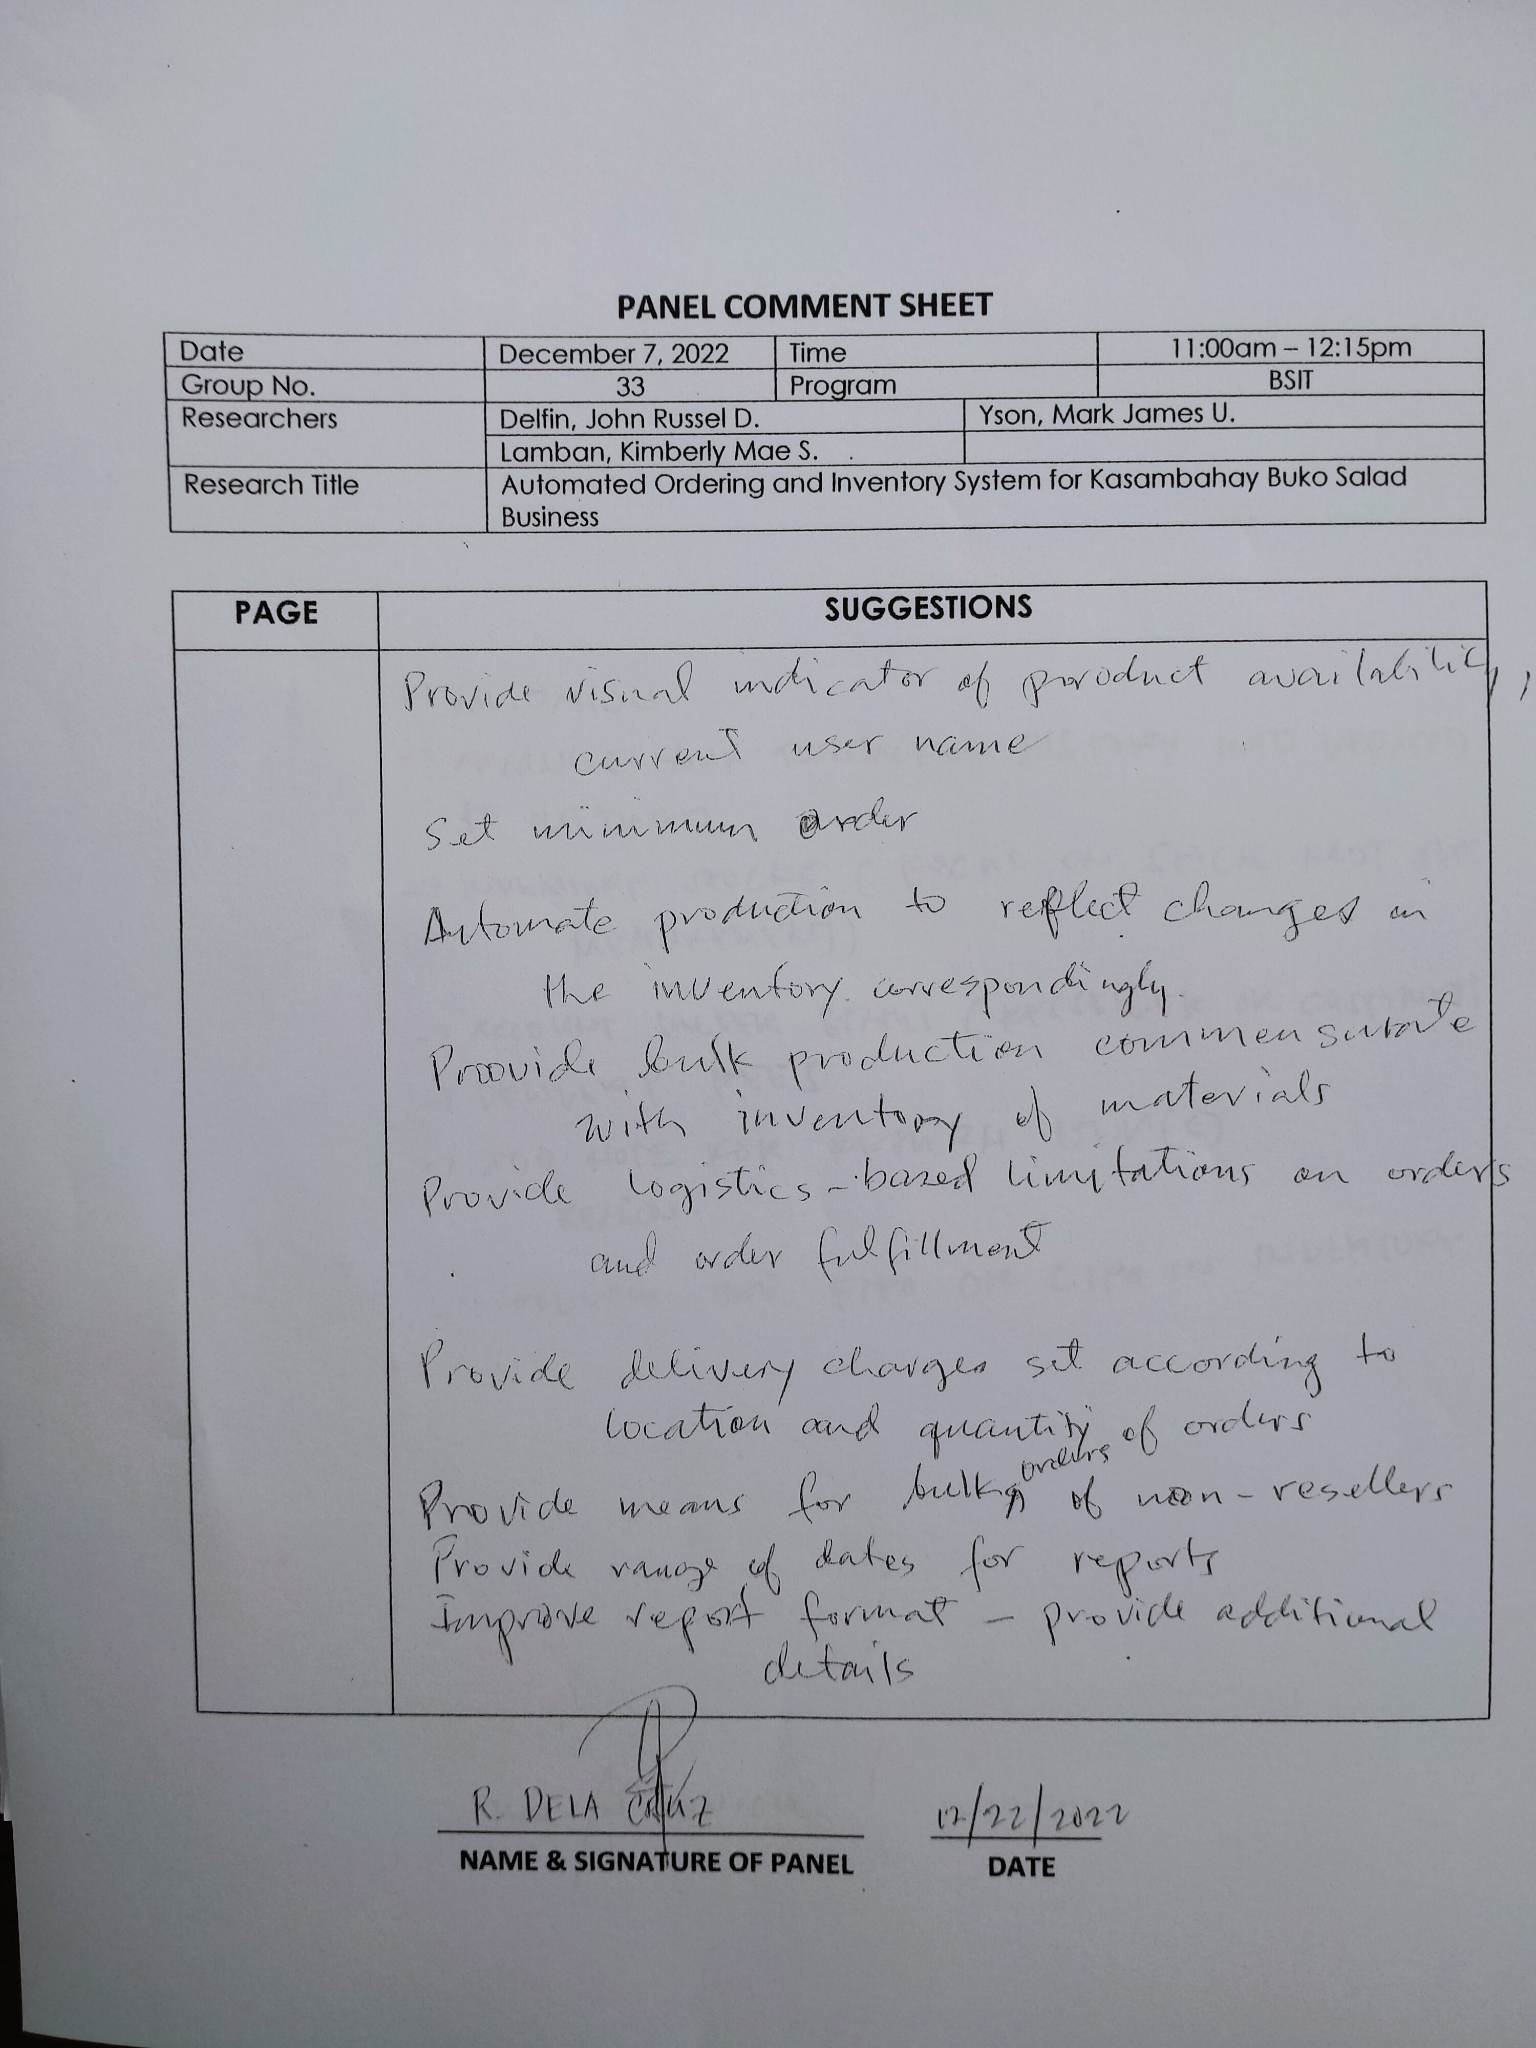 PANEL COMMENT SHEET
Date December 7, 2022 Time 11:00am – 12:15pm
Group No. 33 Program BSIT
Researchers Delfin, John Russel D. Yson, Mark James U.
Lamban, Kimberly Mae S.
Research Title Automated Ordering and Inventory System for Kasambahay Buko Salad
Business
PAGE SUGGESTIONS
Provide visual indicator of product availability,
current user name
Set minimum order
Automate production to reflect changes in
the inventory correspondingly.
Provide bulk production commensurate
with inventory of materials
Provide logistics-based limitations on orders
and order fulfillment
Provide delivery charges set according to
location and quantity of orders
Provide means for bulk orders of non-resellers
Provide range of dates for reports
Improve report format – provide additional
details
R. DELA CRUZ 12/22/2022
NAME & SIGNATURE OF PANEL DATE